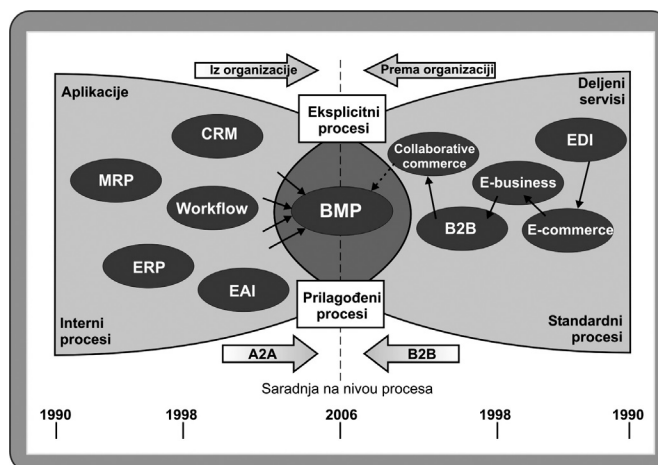 Iz organizacije
Prema organizaciji
Aplikacije
Eksplicitni
procesi
Deljeni
servisi
CRM
Collaborative
commerce
EDI
MRP
E-business
Workflow
BMP
B2B
E-commerce
ERP
EAI
Interni
procesi
Prilagođeni
procesi
Standardni
procesi
A2A
B2B
Saradnja na nivou procesa
1990
1998
2006
1998
1990